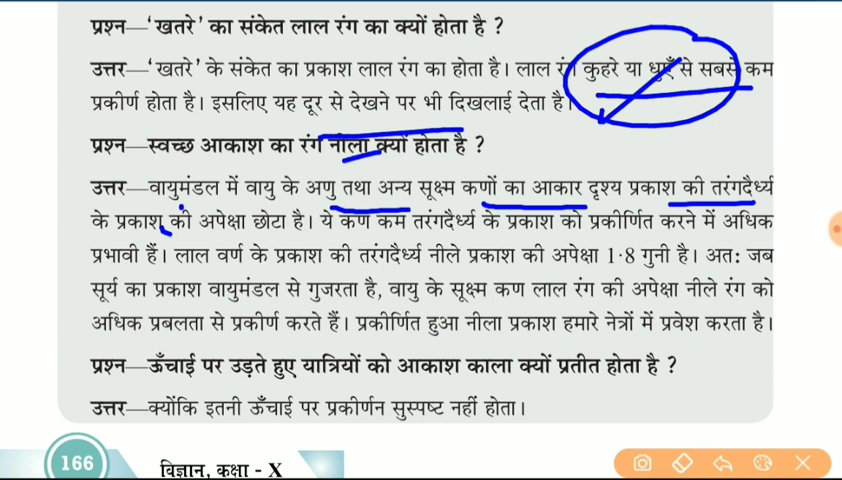 प्रश्न—'खतरे' का संकेत लाल रंग का क्यों होता है ?
उत्तर—'खतरे' के संकेत का प्रकाश लाल रंग का होता है। लाल रंग कुहरे या धुएँ से सबसे कम
प्रकीर्ण होता है। इसलिए यह दूर से देखने पर भी दिखलाई देता है।
प्रश्न—स्वच्छ आकाश का रंग नीला क्यों होता है ?
उत्तर—वायुमंडल में वायु के अणु तथा अन्य सूक्ष्म कणों का आकार दृश्य प्रकाश की तरंगदैर्ध्य
के प्रकाश की अपेक्षा छोटा है। ये कण कम तरंगदैर्ध्य के प्रकाश को प्रकीर्णित करने में अधिक
प्रभावी हैं। लाल वर्ण के प्रकाश की तरंगदैर्ध्य नीले प्रकाश की अपेक्षा 1·8 गुनी है। अतः जब
सूर्य का प्रकाश वायुमंडल से गुजरता है, वायु के सूक्ष्म कण लाल रंग की अपेक्षा नीले रंग को
अधिक प्रबलता से प्रकीर्ण करते हैं। प्रकीर्णित हुआ नीला प्रकाश हमारे नेत्रों में प्रवेश करता है।
प्रश्न—ऊँचाई पर उड़ते हुए यात्रियों को आकाश काला क्यों प्रतीत होता है ?
उत्तर—क्योंकि इतनी ऊँचाई पर प्रकीर्णन सुस्पष्ट नहीं होता।
166
विज्ञान, कक्षा - X